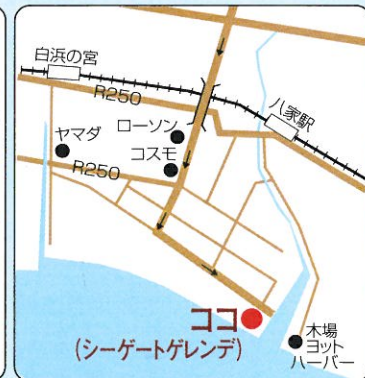 白浜の宮
R250
八家駅
ローソン
ヤマダ
コスモ
R250
ココ
(シーゲートゲレンデ)
木場
ヨット
ハーバー